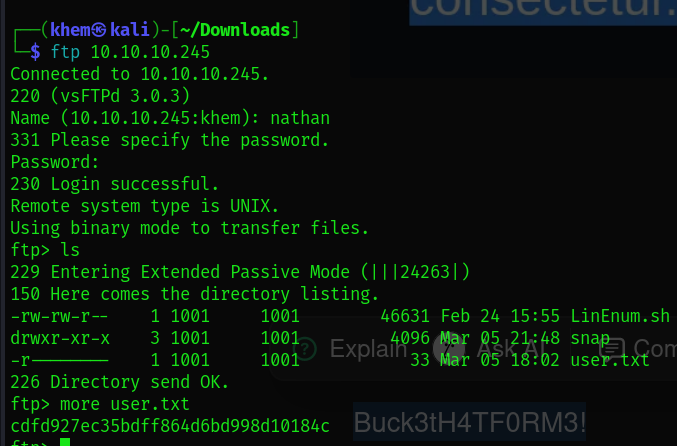 consectetur.
┌──(khem㉿kali)-[~/Downloads]
└─$ ftp 10.10.10.245
Connected to 10.10.10.245.
220 (vsFTPd 3.0.3)
Name (10.10.10.245:khem): nathan
331 Please specify the password.
Password:
230 Login successful.
Remote system type is UNIX.
Using binary mode to transfer files.
ftp> ls
229 Entering Extended Passive Mode (|||24263|)
150 Here comes the directory listing.
-rw-rw-r-- 1 1001 1001 46631 Feb 24 15:55 LinEnum.sh
drwxr-xr-x 3 1001 1001 4096 Mar 05 21:48 snap
-r-------- 1 1001 1001 33 Mar 05 18:02 user.txt
Explain Ask AI Com
226 Directory send OK.
ftp> more user.txt
cdfd927ec35bdff864d6bd998d10184c
Buck3tH4TF0RM3!
ftp>